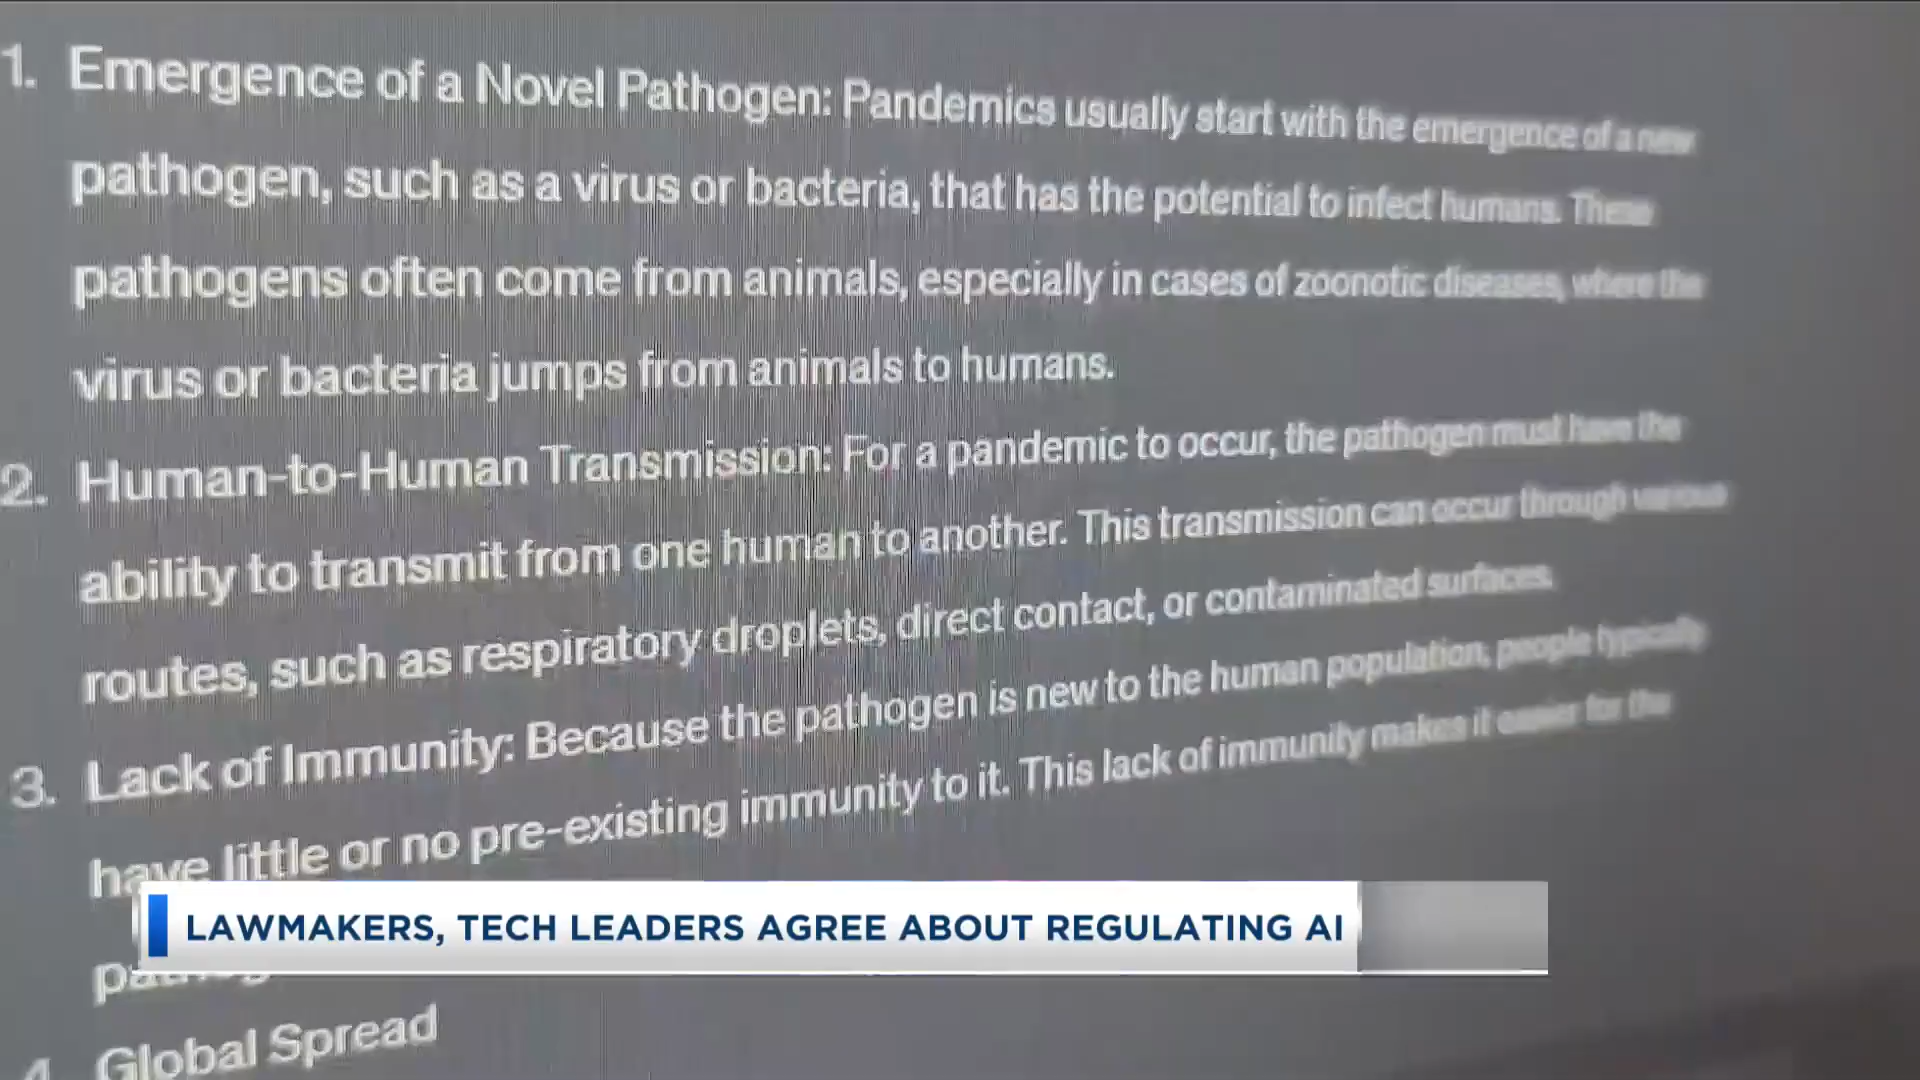 1. Emergence of a Novel Pathogen: Pandemics usually start with the emergence of a new
pathogen, such as a virus or bacteria, that has the potential to infect humans. These
pathogens often come from animals, especially in cases of zoonotic diseases, where the
virus or bacteria jumps from animals to humans.
2. Human-to-Human Transmission: For a pandemic to occur, the pathogen must have the
ability to transmit from one human to another. This transmission can occur through various
routes, such as respiratory droplets, direct contact, or contaminated surfaces.
3. Lack of Immunity: Because the pathogen is new to the human population, people typically
have little or no pre-existing immunity to it. This lack of immunity makes it easier for the
LAWMAKERS, TECH LEADERS AGREE ABOUT REGULATING AI
4. Global Spread